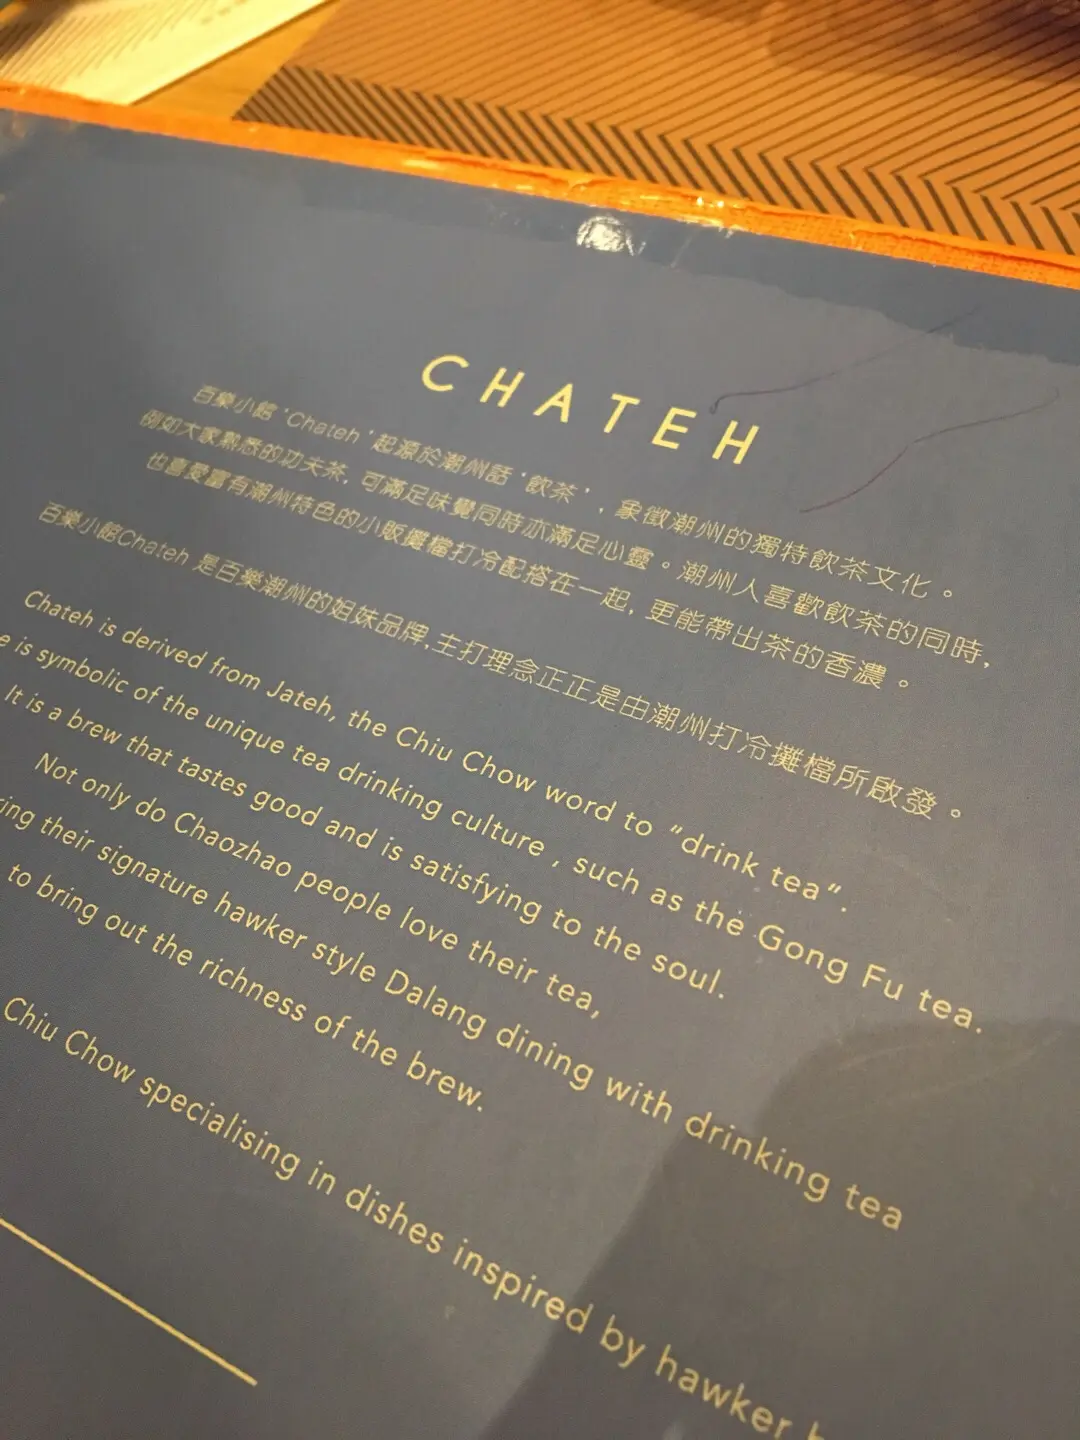 CHATEH
百樂小館‘Chateh’起源於潮州話‘飲茶’，象徵潮州的獨特飲茶文化。
例如大家熟悉的功夫茶, 可滿足味覺同時亦滿足心靈。潮州人喜歡飲茶的同時,
也喜愛富有潮州特色的小販攤檔打冷配搭在一起, 更能帶出茶的香濃。
百樂小館Chateh 是百樂潮州的姐妹品牌,主打理念正正是由潮州打冷攤檔所啟發。
Chateh is derived from Jateh, the Chiu Chow word to “drink tea”.
is symbolic of the unique tea drinking culture , such as the Gong Fu tea.
It is a brew that tastes good and is satisfying to the soul.
Not only do Chaozhao people love their tea,
their signature hawker style Dalang dining with drinking tea
to bring out the richness of the brew.
Chiu Chow specialising in dishes inspired by hawker